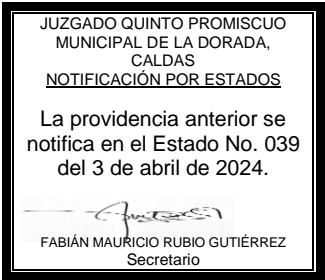 JUZGADO QUINTO PROMISCUO
MUNICIPAL DE LA DORADA,
CALDAS
NOTIFICACIÓN POR ESTADOS
La providencia anterior se
notifica en el Estado No. 039
del 3 de abril de 2024.
FABIÁN MAURICIO RUBIO GUTIÉRREZ
Secretario